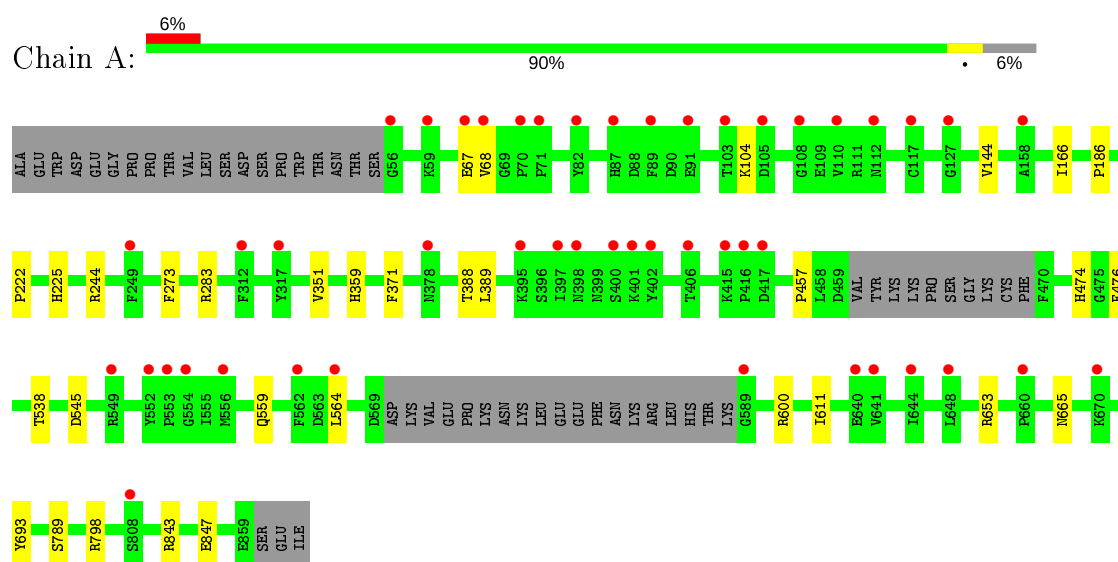 6%
Chain A:
90% • 6%
ALA GLU TRP ASP GLU GLY PRO PRO THR VAL LEU SER ASP SER PRO TRP THR ASN THR SER G56 K59 E67 V68 G69 P70 P71 Y82 H87 D88 F89 D90 E91 T103 K104 D105 G108 E109 V110 R111 N112 C117 G127 V144 A158 I166 P186
P222 H225 R244 F249 F273 R283 F312 Y317 V351 H359 F371 N378 T388 L389 K395 S396 I397 N398 N399 S400 K401 Y402 T406 K415 P416 D417 P457 L458 D459 VAL TYR LYS LYS PRO SER GLY LYS CYS PHE F470 H474 G475 E476
T538 D545 R549 Y552 P553 G554 I555 M556 Q559 F562 D563 L564 D569 ASP LYS VAL GLU PRO LYS ASN LYS LEU GLU GLU PHE ASN LYS ARG LEU HIS THR LYS G589 R600 I611 E640 V641 I644 L648 R653 P660 N665 K670
Y693 S789 R798 S808 R843 E847 E859 SER GLU ILE